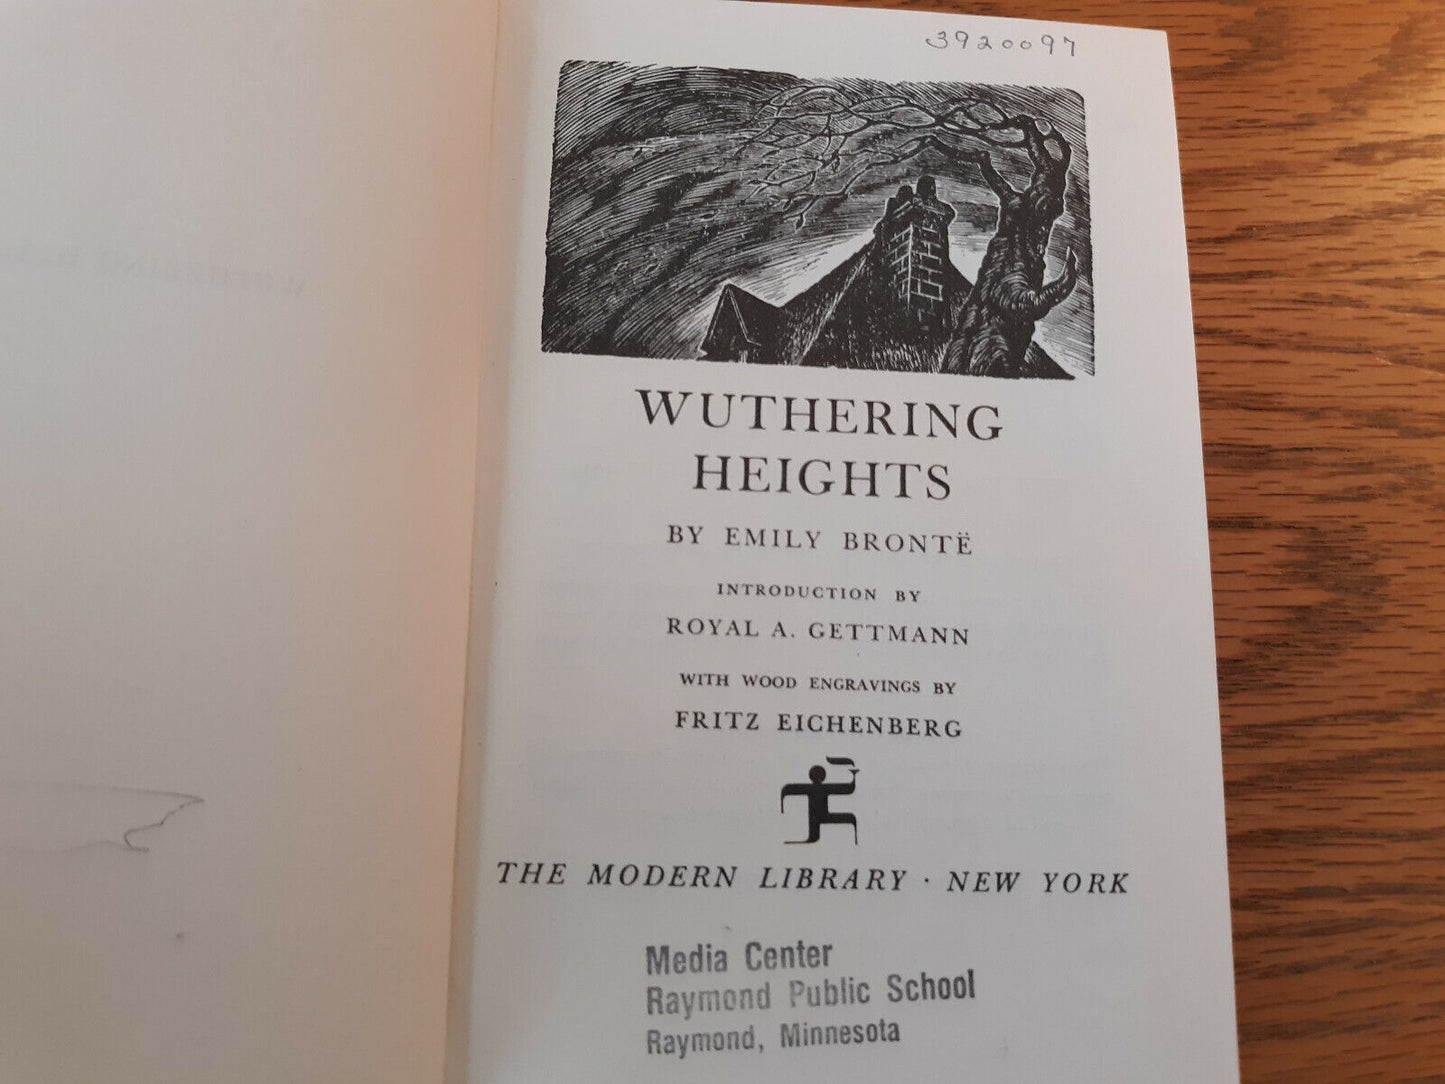 3920097
WUTHERING
HEIGHTS
BY EMILY BRONTË
INTRODUCTION BY
ROYAL A. GETTMANN
WITH WOOD ENGRAVINGS BY
FRITZ EICHENBERG
THE MODERN LIBRARY · NEW YORK
Media Center
Raymond Public School
Raymond, Minnesota